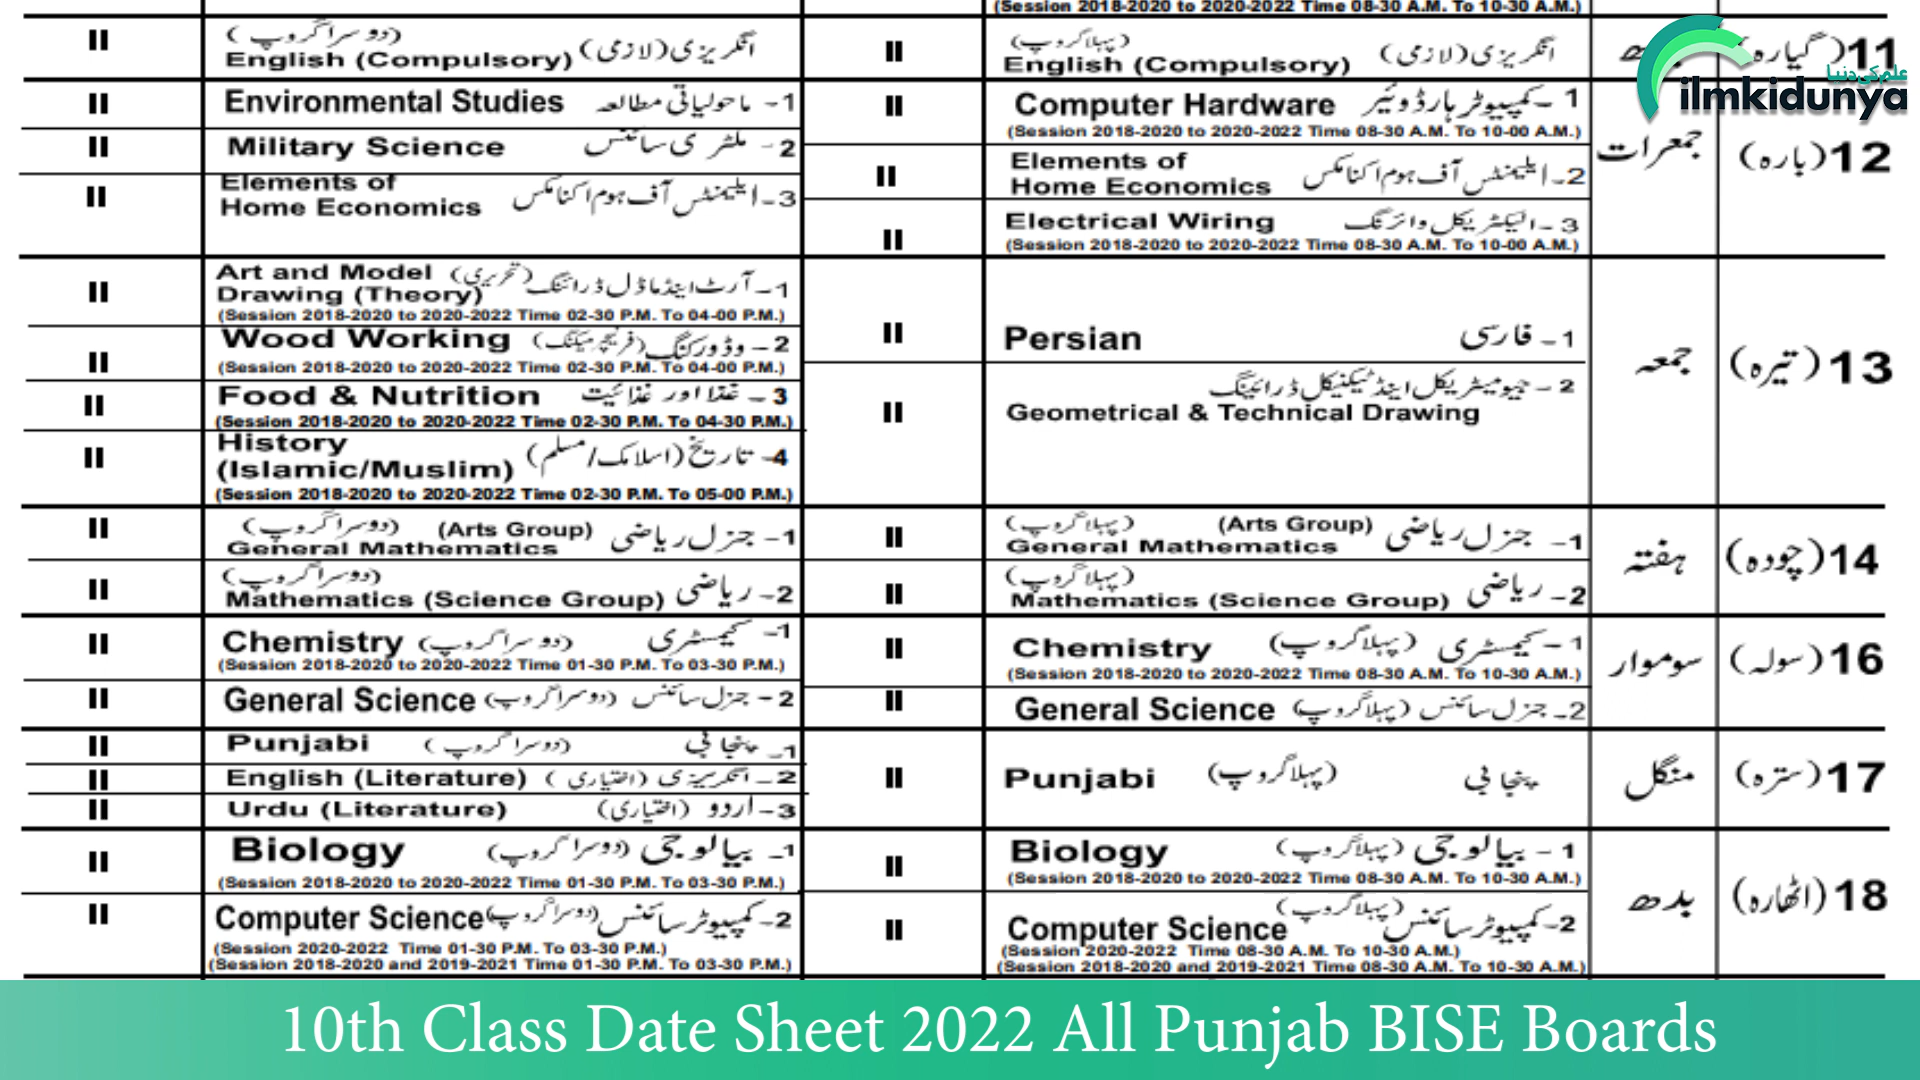 (Session 2018-2020 to 2020-2022 Time 08-30 A.M. To 10-30 A.M.)
11(گیارہ)
II
انگریزی(لازمی) (پہلا گروپ)
English (Compulsory)
II
انگریزی(لازمی) (دوسرا گروپ)
English (Compulsory)
علم کی دنیا
ilmkidunya
12(بارہ) جمعرات
II
1 - کمپیوٹر ہارڈوئیر Computer Hardware
(Session 2018-2020 to 2020-2022 Time 08-30 A.M. To 10-00 A.M.)
II
2 - ایلیمنٹس آف ہوم اکنامکس
Elements of
Home Economics
II
3 - الیکٹریکل وائرنگ Electrical Wiring
(Session 2018-2020 to 2020-2022 Time 08-30 A.M. To 10-00 A.M.)
II
1 - ماحولیاتی مطالعہ Environmental Studies
II
2 - ملٹری سائنس Military Science
II
3 - ایلیمنٹس آف ہوم اکنامکس
Elements of
Home Economics
13(تیرہ) جمعہ
II
1 - فارسی Persian
II
2 - جیومیٹریکل اینڈ ٹیکنیکل ڈرائینگ
Geometrical & Technical Drawing
II
1 - آرٹ اینڈ ماڈل ڈرائنگ (تحریری)
Art and Model
Drawing (Theory)
(Session 2018-2020 to 2020-2022 Time 02-30 P.M. To 04-00 P.M.)
II
2 - وڈورکنگ (فرنیچر میکنگ) Wood Working
(Session 2018-2020 to 2020-2022 Time 02-30 P.M. To 04-00 P.M.)
II
3 - غذا اور غذائیت Food & Nutrition
(Session 2018-2020 to 2020-2022 Time 02-30 P.M. To 04-30 P.M.)
II
4 - تاریخ (اسلامک/مسلم)
History
(Islamic/Muslim)
(Session 2018-2020 to 2020-2022 Time 02-30 P.M. To 05-00 P.M.)
14(چودہ) ہفتہ
II
1 - جنرل ریاضی (Arts Group) (پہلا گروپ)
General Mathematics
II
2 - ریاضی (پہلا گروپ)
Mathematics (Science Group)
II
1 - جنرل ریاضی (Arts Group) (دوسرا گروپ)
General Mathematics
II
2 - ریاضی (دوسرا گروپ)
Mathematics (Science Group)
16(سولہ) سوموار
II
1 - کیمسٹری (پہلا گروپ) Chemistry
(Session 2018-2020 to 2020-2022 Time 08-30 A.M. To 10-30 A.M.)
II
2 - جنرل سائنس (پہلا گروپ) General Science
II
1 - کیمسٹری (دوسرا گروپ) Chemistry
(Session 2018-2020 to 2020-2022 Time 01-30 P.M. To 03-30 P.M.)
II
2 - جنرل سائنس (دوسرا گروپ) General Science
17(سترہ) منگل
II
پنجابی (پہلا گروپ) Punjabi
II
1 - پنجابی (دوسرا گروپ) Punjabi
II
2 - انگریزی (اختیاری) English (Literature)
II
3 - اُردو (اختیاری) Urdu (Literature)
18(اٹھارہ) بدھ
II
1 - بیالوجی (پہلا گروپ) Biology
(Session 2018-2020 to 2020-2022 Time 08-30 A.M. To 10-30 A.M.)
II
2 - کمپیوٹر سائنس (پہلا گروپ) Computer Science
(Session 2020-2022 Time 08-30 A.M. To 10-30 A.M.)
(Session 2018-2020 and 2019-2021 Time 08-30 A.M. To 10-30 A.M.)
II
1 - بیالوجی (دوسرا گروپ) Biology
(Session 2018-2020 to 2020-2022 Time 01-30 P.M. To 03-30 P.M.)
II
2 - کمپیوٹر سائنس (دوسرا گروپ) Computer Science
(Session 2020-2022 Time 01-30 P.M. To 03-30 P.M.)
(Session 2018-2020 and 2019-2021 Time 01-30 P.M. To 03-30 P.M.)
10th Class Date Sheet 2022 All Punjab BISE Boards